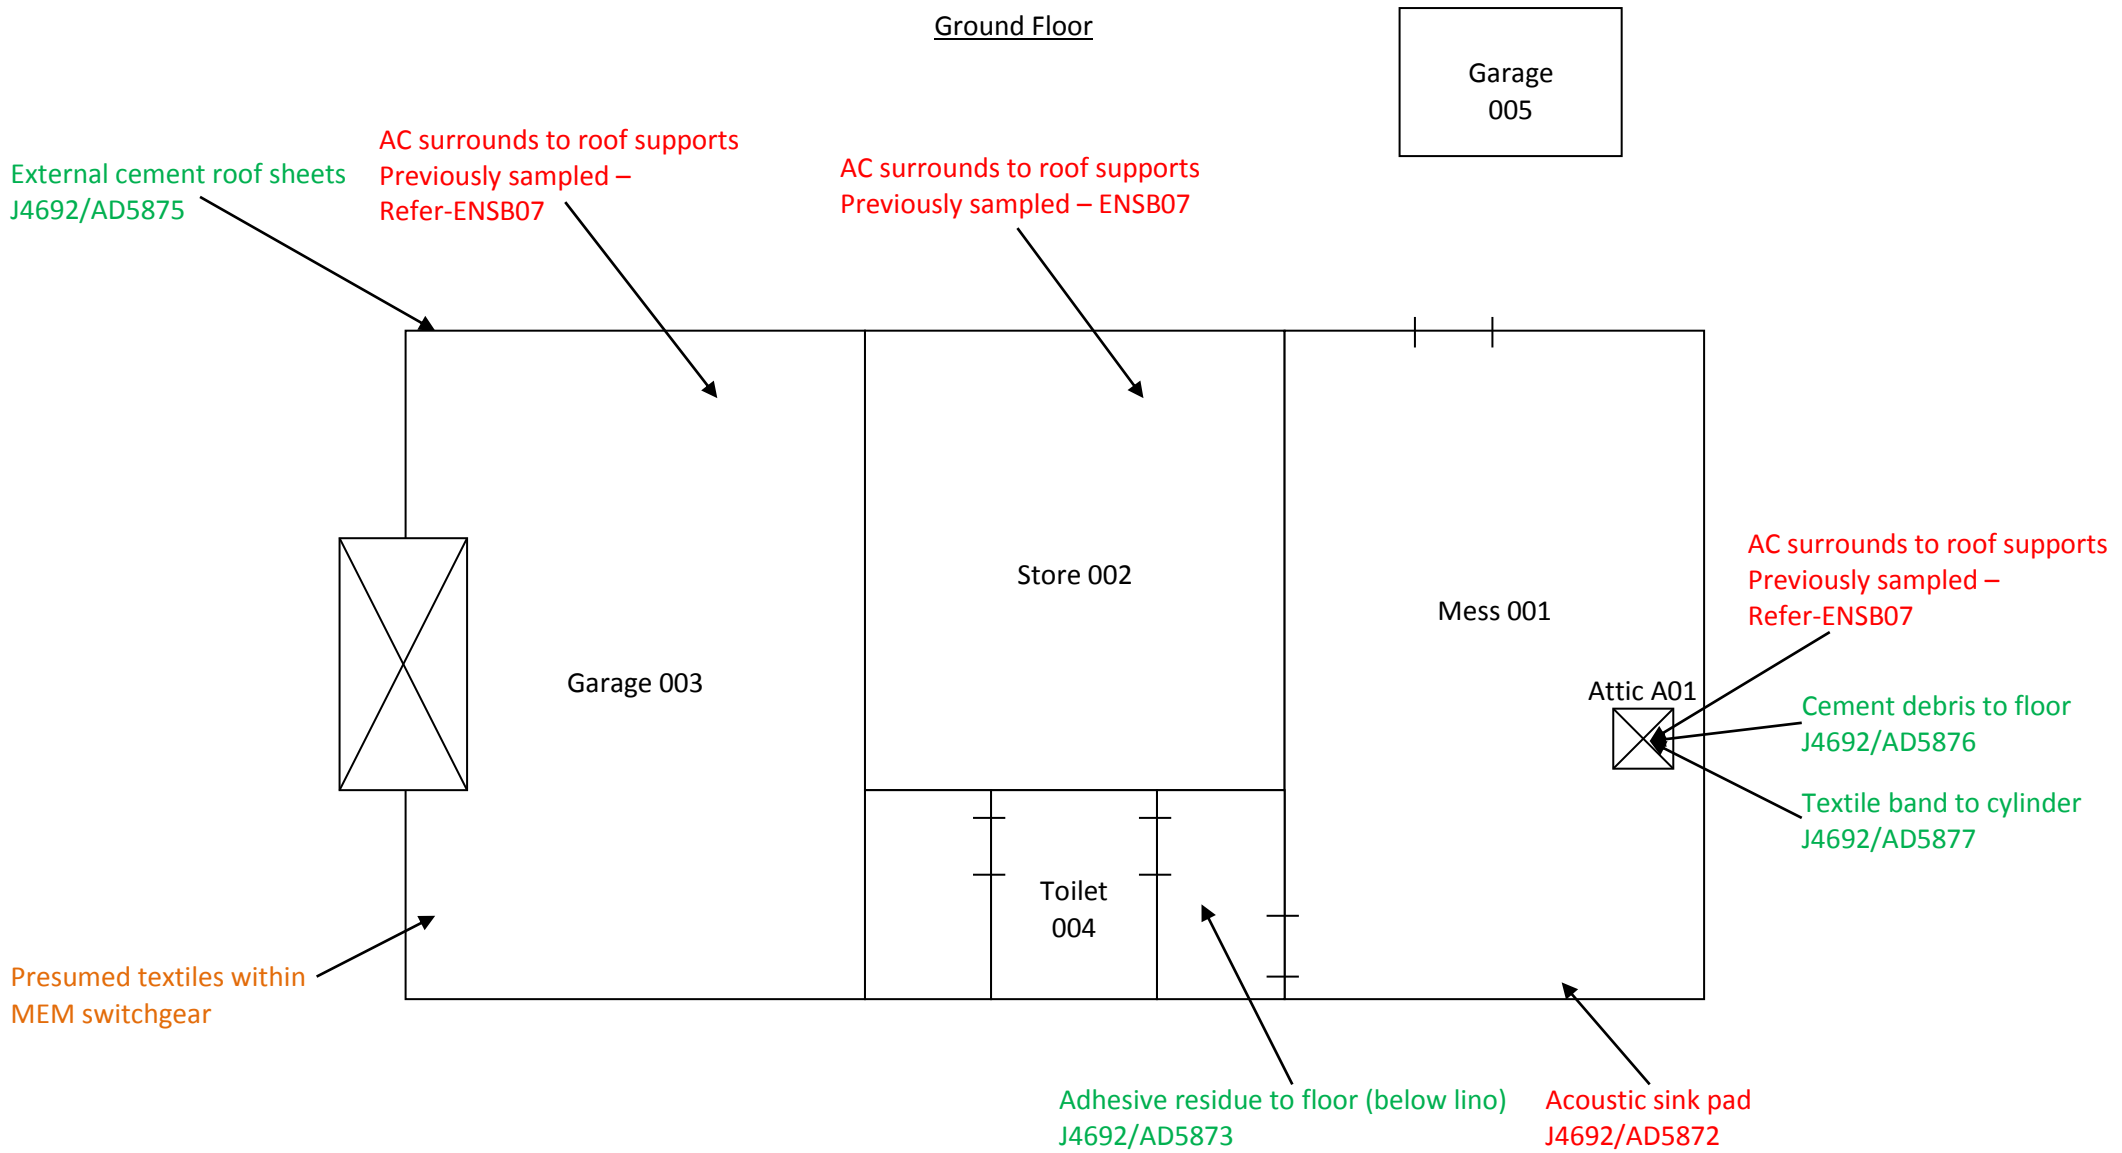 Ground Floor
Garage
005
External cement roof sheets
J4692/AD5875
AC surrounds to roof supports
Previously sampled –
Refer-ENSB07
AC surrounds to roof supports
Previously sampled – ENSB07
Store 002
Mess 001
Garage 003
Attic A01
AC surrounds to roof supports
Previously sampled –
Refer-ENSB07
Cement debris to floor
J4692/AD5876
Textile band to cylinder
J4692/AD5877
Toilet
004
Presumed textiles within
MEM switchgear
Adhesive residue to floor (below lino)
J4692/AD5873
Acoustic sink pad
J4692/AD5872